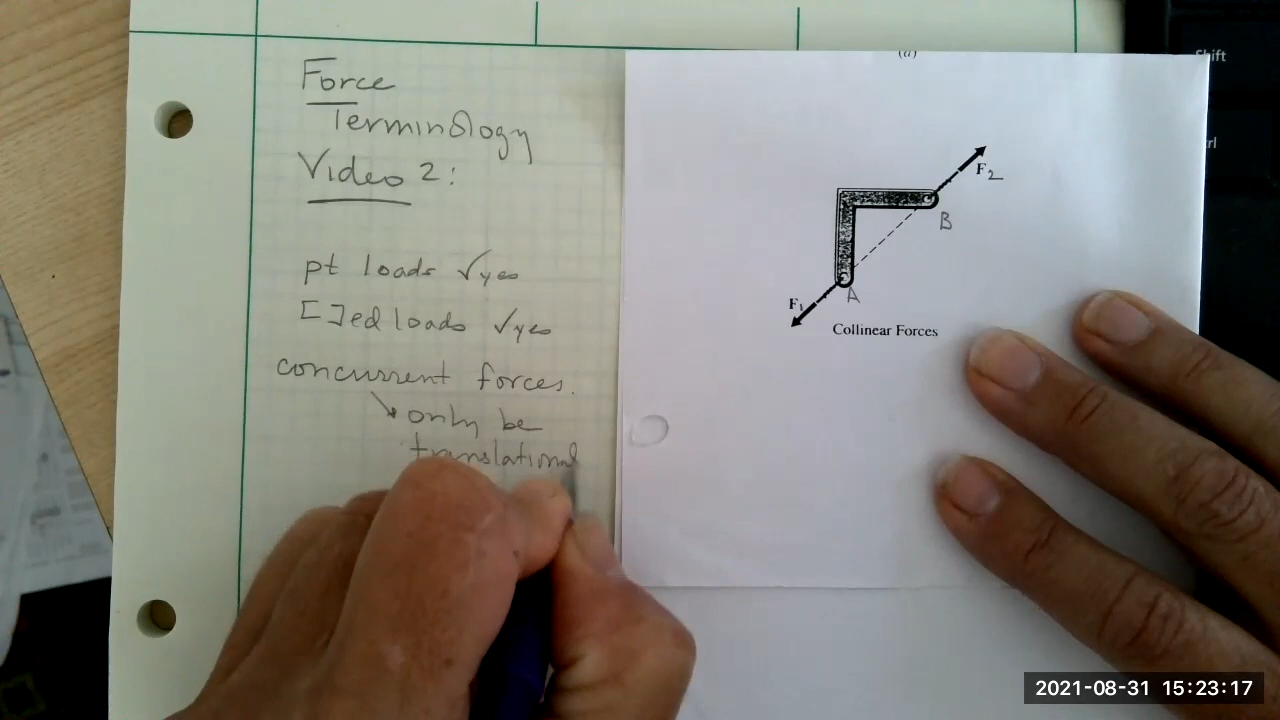 Force
Terminology
Video 2:
pt loads ✓yes
[ ]ed loads ✓yes
concurrent forces.
only be
translational
(a)
F2
B
A
F1
Collinear Forces
Shift
2021-08-31 15:23:17